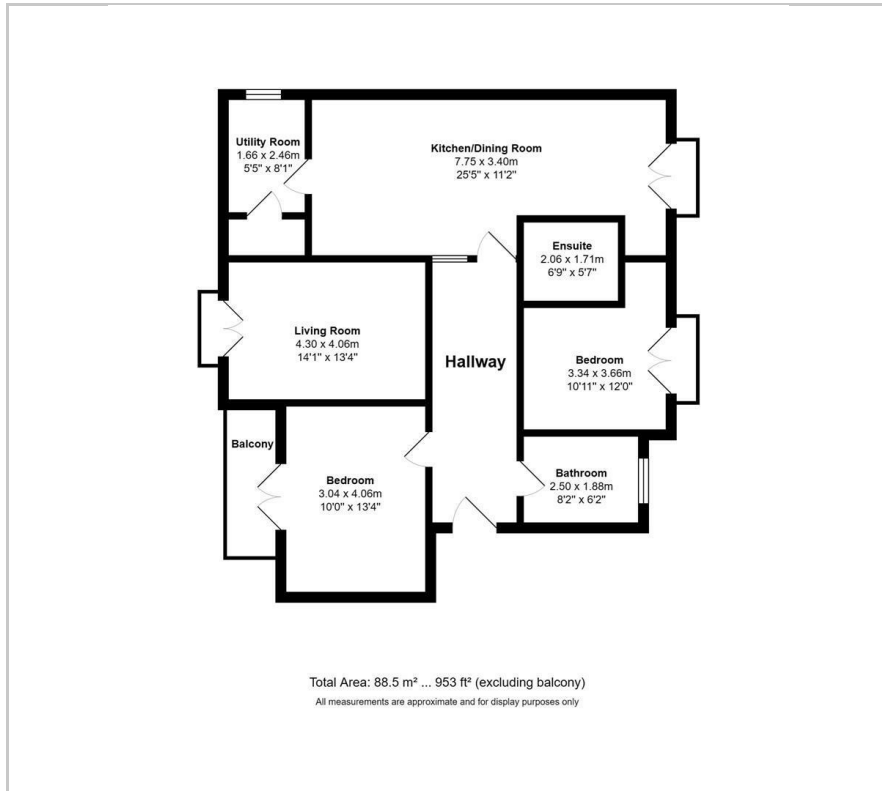 Utility Room
1.66 x 2.46m
5'5" x 8'1"
Kitchen/Dining Room
7.75 x 3.40m
25'5" x 11'2"
Ensuite
2.06 x 1.71m
6'9" x 5'7"
Living Room
4.30 x 4.06m
14'1" x 13'4"
Hallway
Bedroom
3.34 x 3.66m
10'11" x 12'0"
Balcony
Bedroom
3.04 x 4.06m
10'0" x 13'4"
Bathroom
2.50 x 1.88m
8'2" x 6'2"
Total Area: 88.5 m² ... 953 ft² (excluding balcony)
All measurements are approximate and for display purposes only